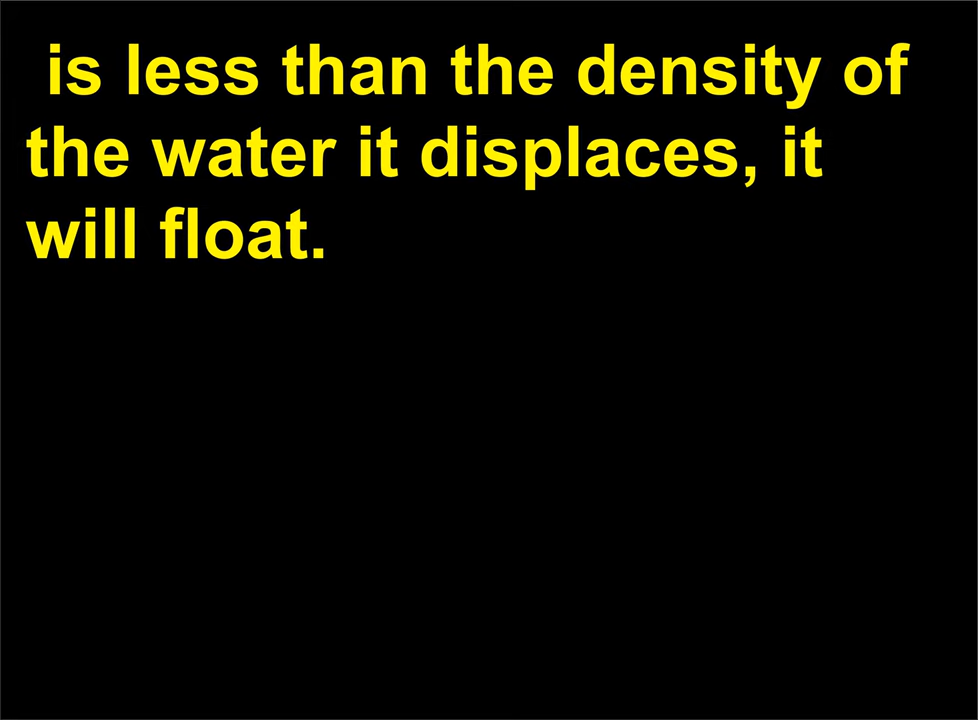 is less than the density of
the water it displaces, it
will float.